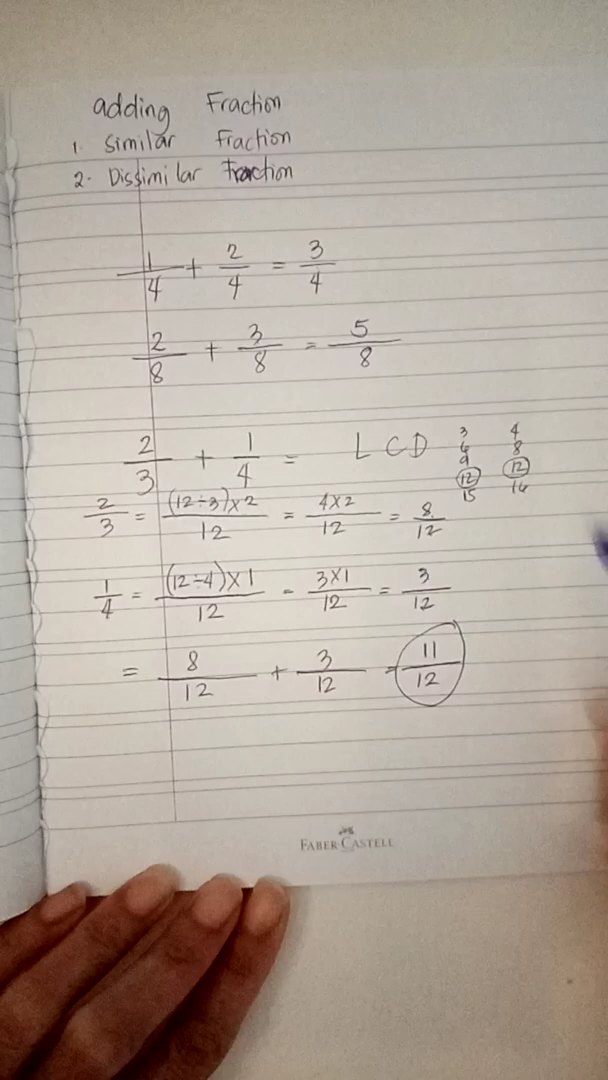 adding Fraction
1. Similar Fraction
2. Dissimilar Fraction
1/4 + 2/4 = 3/4
2/8 + 3/8 = 5/8
2/3 + 1/4 = LCD
3 4
6 8
9 12
12 16
15
2/3 = (12÷3)x2/12 = 4x2/12 = 8/12
1/4 = (12÷4)x1/12 = 3x1/12 = 3/12
= 8/12 + 3/12 = 11/12
FABER-CASTELL